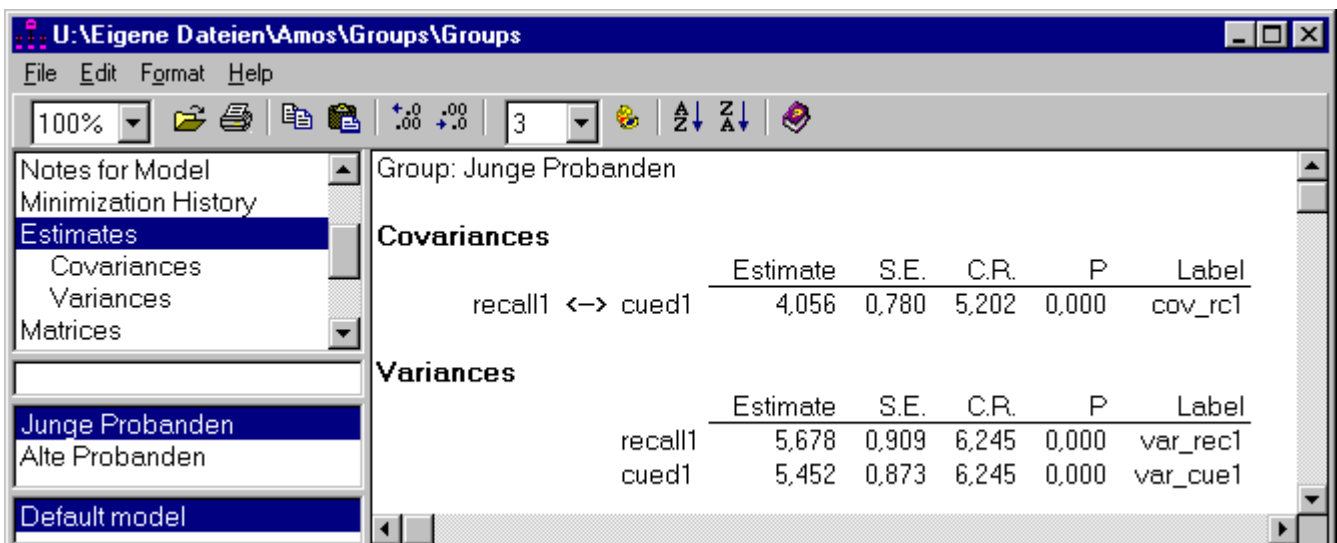 U:\Eigene Dateien\Amos\Groups\Groups
File Edit Format Help
100% 3
Notes for Model
Minimization History
Estimates
Covariances
Variances
Matrices
Junge Probanden
Alte Probanden
Default model
Group: Junge Probanden
Covariances
Estimate S.E. C.R. P Label
recall1 <--> cued1 4,056 0,780 5,202 0,000 cov_rc1
Variances
Estimate S.E. C.R. P Label
recall1 5,678 0,909 6,245 0,000 var_rec1
cued1 5,452 0,873 6,245 0,000 var_cue1